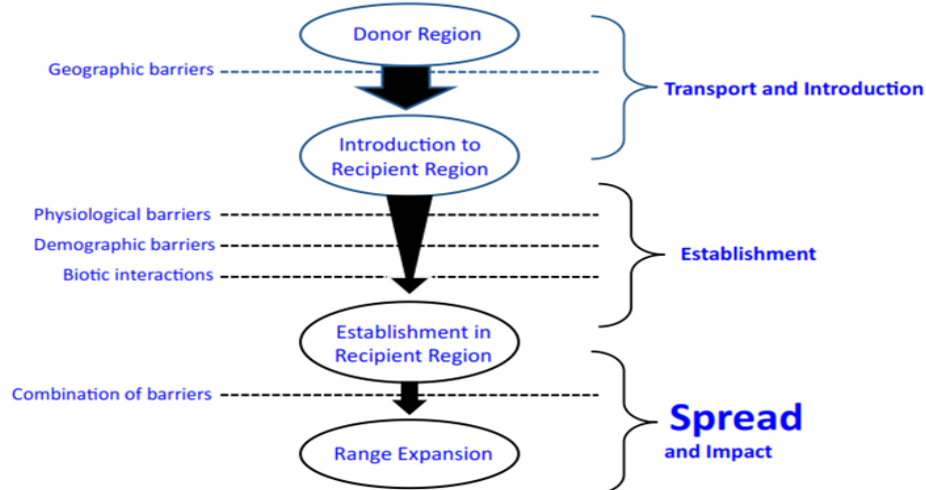 Donor Region
Geographic barriers
Transport and Introduction
Introduction to
Recipient Region
Physiological barriers
Demographic barriers
Biotic interactions
Establishment
Establishment in
Recipient Region
Combination of barriers
Spread
and Impact
Range Expansion